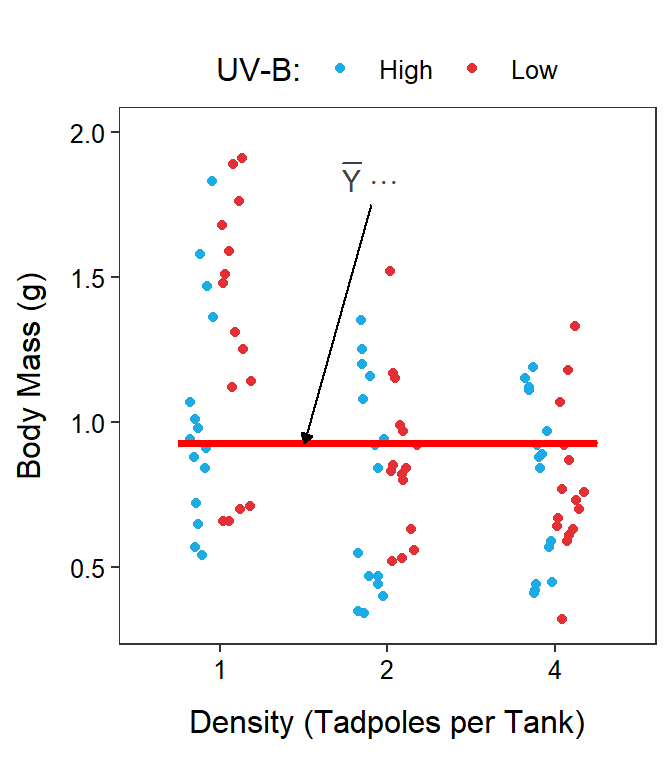 UV-B: High Low
2.0
Y̅ ...
1.5
1.0
0.5
Body Mass (g)
1 2 4
Density (Tadpoles per Tank)